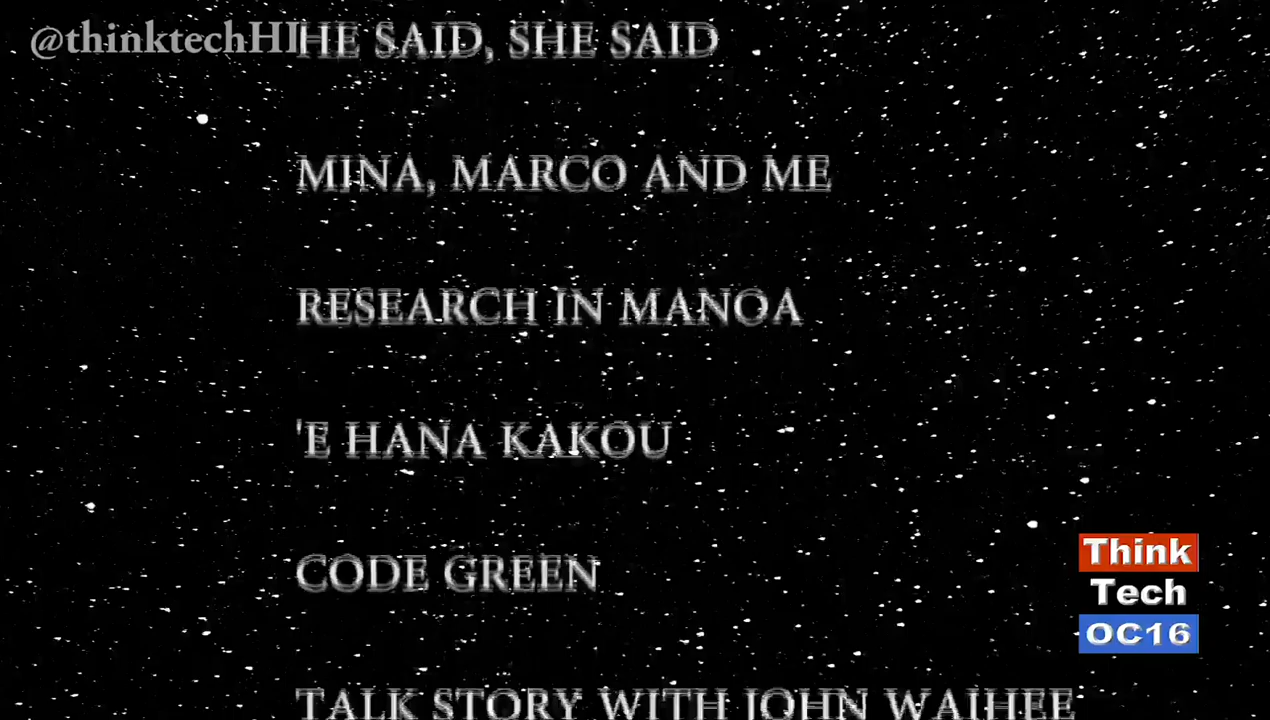 @thinktechHI
HE SAID, SHE SAID
MINA, MARCO AND ME
RESEARCH IN MANOA
'E HANA KAKOU
CODE GREEN
Think
Tech
OC16
TALK STORY WITH JOHN WAIHEE